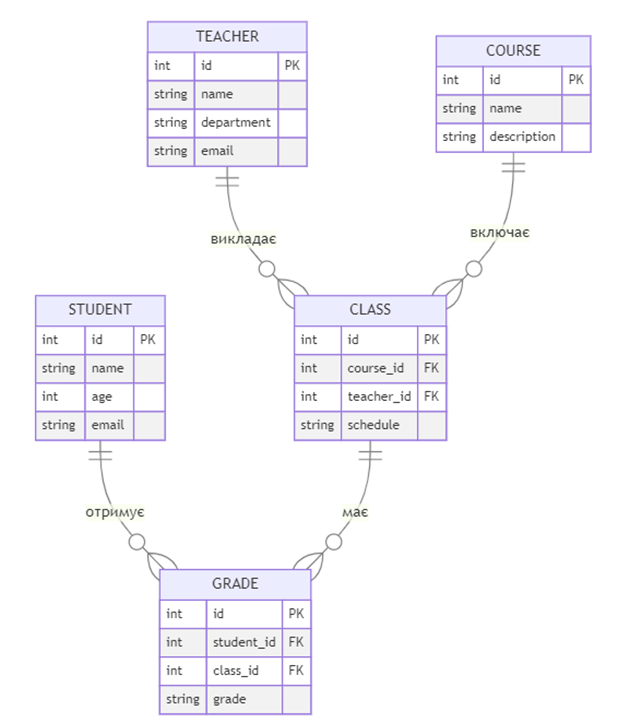 TEACHER
int id PK
string name
string department
string email
COURSE
int id PK
string name
string description
викладає
включає
STUDENT
int id PK
string name
int age
string email
CLASS
int id PK
int course_id FK
int teacher_id FK
string schedule
отримує
має
GRADE
int id PK
int student_id FK
int class_id FK
string grade